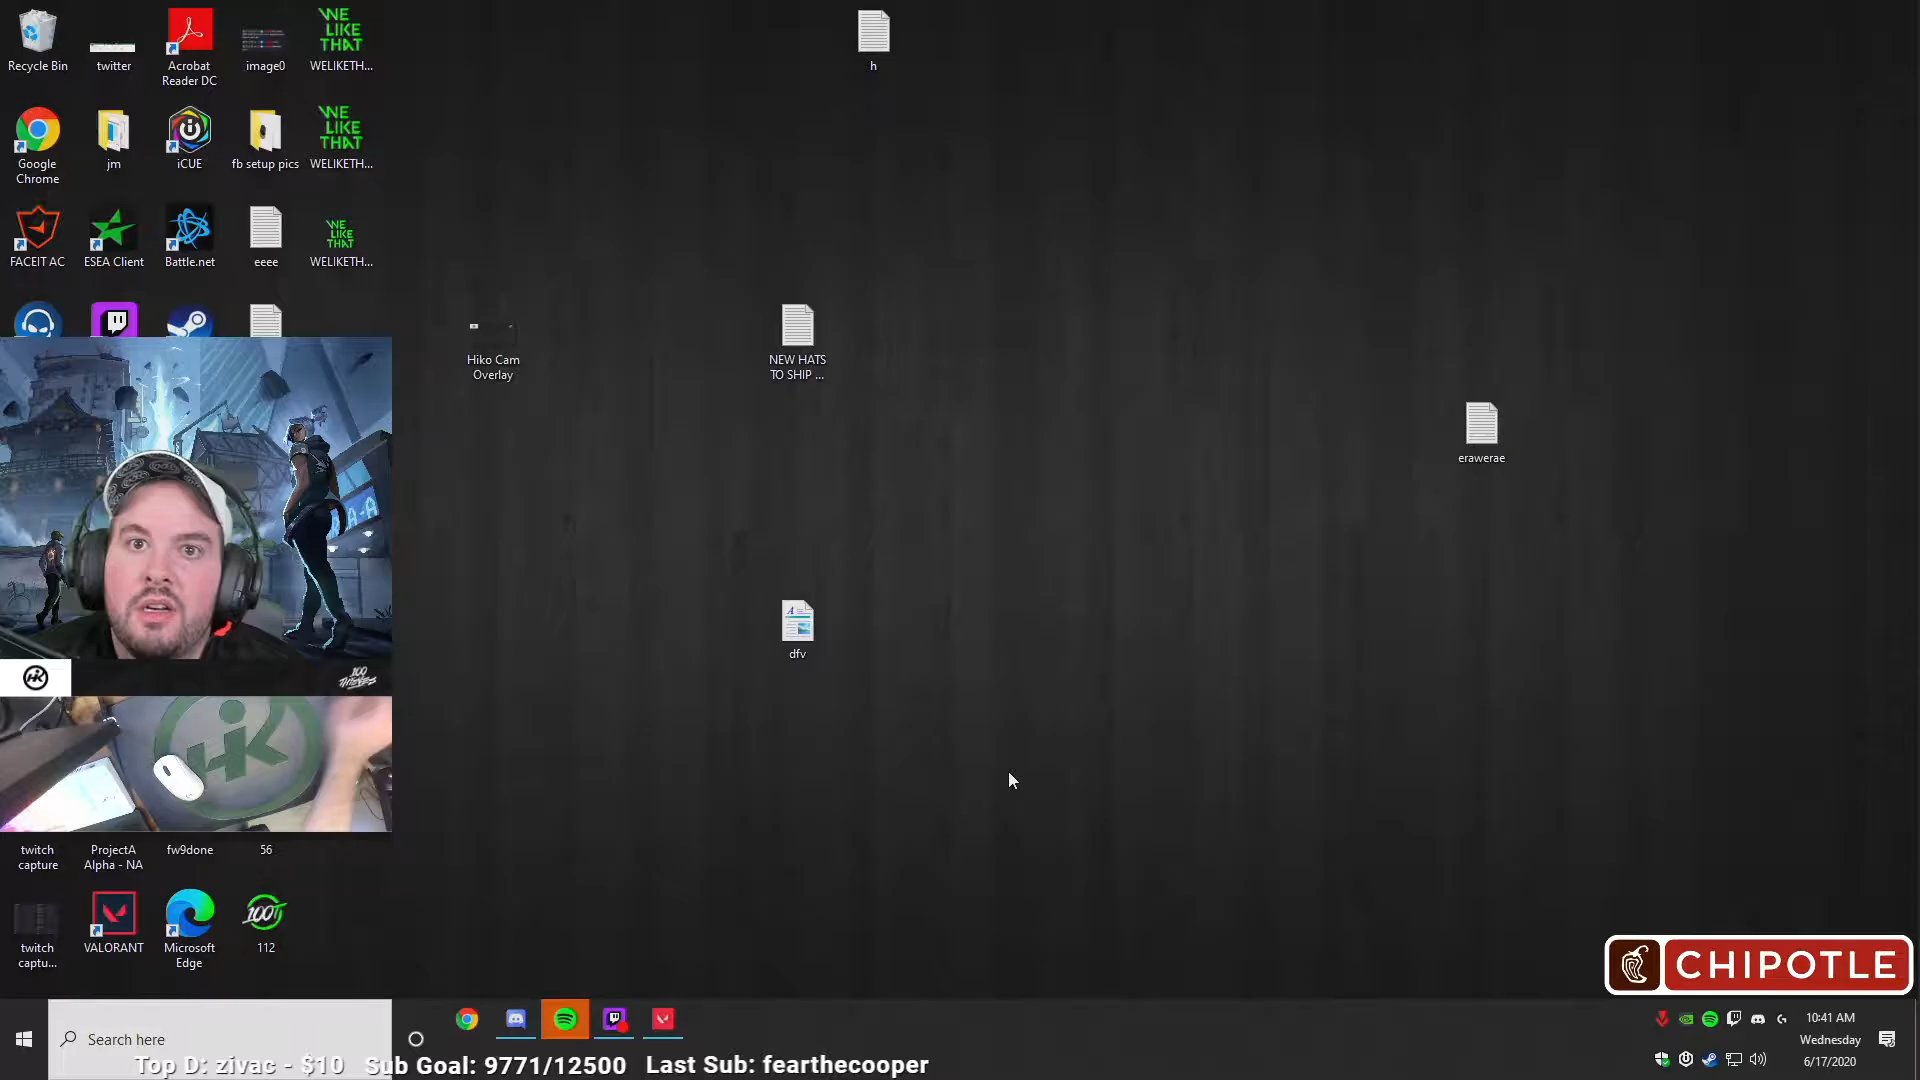 Recycle Bin
twitter
Acrobat
Reader DC
image0
WE
LIKE
THAT
WELIKETH...
h
Google
Chrome
jm
iCUE
fb setup pics
WE
LIKE
THAT
WELIKETH...
FACEIT AC
ESEA Client
Battle.net
eeee
WE
LIKE
THAT
WELIKETH...
Hiko Cam
Overlay
NEW HATS
TO SHIP ...
erawerae
dfv
100
THIEVES
HK
twitch
capture
ProjectA
Alpha - NA
fw9done
56
twitch
captu...
VALORANT
Microsoft
Edge
100T
112
CHIPOTLE
Search here
10:41 AM
Wednesday
6/17/2020
Top D: zivac - $10 Sub Goal: 9771/12500 Last Sub: fearthecooper